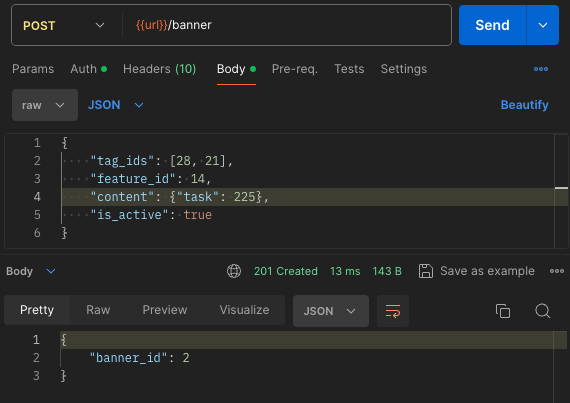 POST {{url}}/banner Send
Params Auth Headers (10) Body Pre-req. Tests Settings
raw JSON Beautify
1 {
2 "tag_ids": [28, 21],
3 "feature_id": 14,
4 "content": {"task": 225},
5 "is_active": true
6 }
Body 201 Created 13 ms 143 B Save as example
Pretty Raw Preview Visualize JSON
1 {
2 "banner_id": 2
3 }